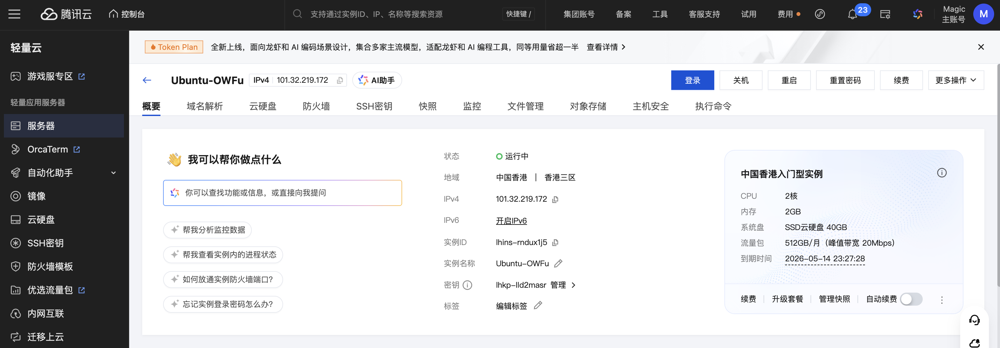 腾讯云
控制台
支持通过实例ID、IP、名称等搜索资源
快捷键 /
集团账号
备案
工具
客服支持
试用
费用
23
Magic
主账号
M
轻量云
游戏服专区
轻量应用服务器
服务器
OrcaTerm
自动化助手
镜像
云硬盘
SSH密钥
防火墙模板
优选流量包
内网互联
迁移上云
Token Plan 全新上线，面向龙虾和 AI 编码场景设计，集合多家主流模型，适配龙虾和 AI 编程工具，同等用量省超一半 查看详情
Ubuntu-OWFu IPv4 101.32.219.172 AI助手
登录 关机 重启 重置密码 续费 更多操作
概要 域名解析 云硬盘 防火墙 SSH密钥 快照 监控 文件管理 对象存储 主机安全 执行命令
我可以帮你做点什么
你可以查找功能或信息，或直接向我提问
帮我分析监控数据
帮我查看实例内的进程状态
如何放通实例防火墙端口?
忘记实例登录密码怎么办?
状态 运行中
地域 中国香港 | 香港三区
IPv4 101.32.219.172
IPv6 开启IPv6
实例ID lhins-rndux1j5
实例名称 Ubuntu-OWFu
密钥 lhkp-lld2masr 管理
标签 编辑标签
中国香港入门型实例
CPU 2核
内存 2GB
系统盘 SSD云硬盘 40GB
流量包 512GB/月（峰值带宽 20Mbps）
到期时间 2026-05-14 23:27:28
续费 升级套餐 管理快照 自动续费